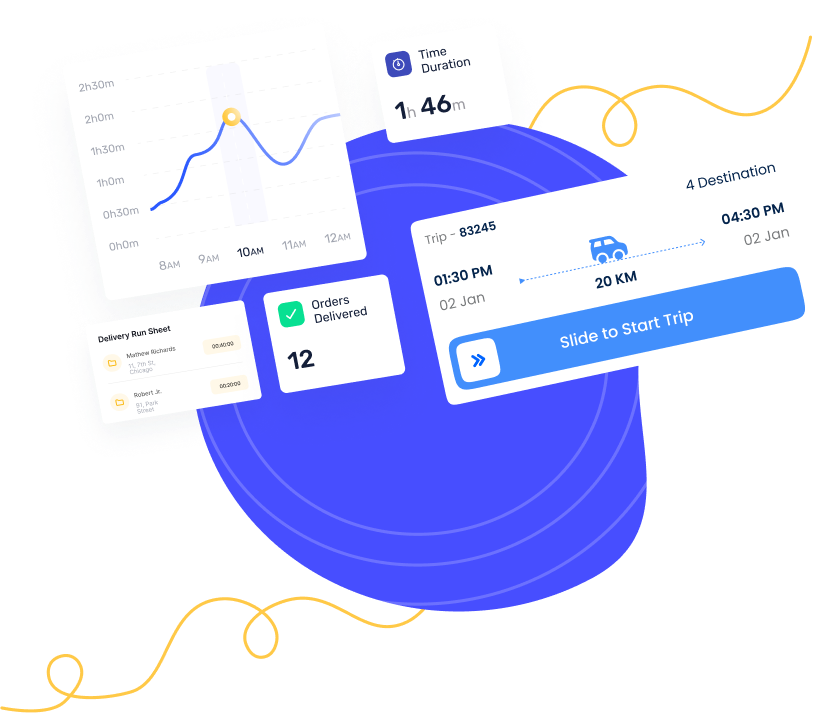 2h30m
2h0m
1h30m
1h0m
0h30m
0h0m
8AM 9AM 10AM 11AM 12AM
Time
Duration
1h 46m
4 Destination
Trip - 83245
01:30 PM
02 Jan
20 KM
04:30 PM
02 Jan
Slide to Start Trip
Delivery Run Sheet
Mathew Richards
11, 7th St,
Chicago
00:40:00
Robert Jr.
91, Park
Street
00:20:00
Orders
Delivered
12